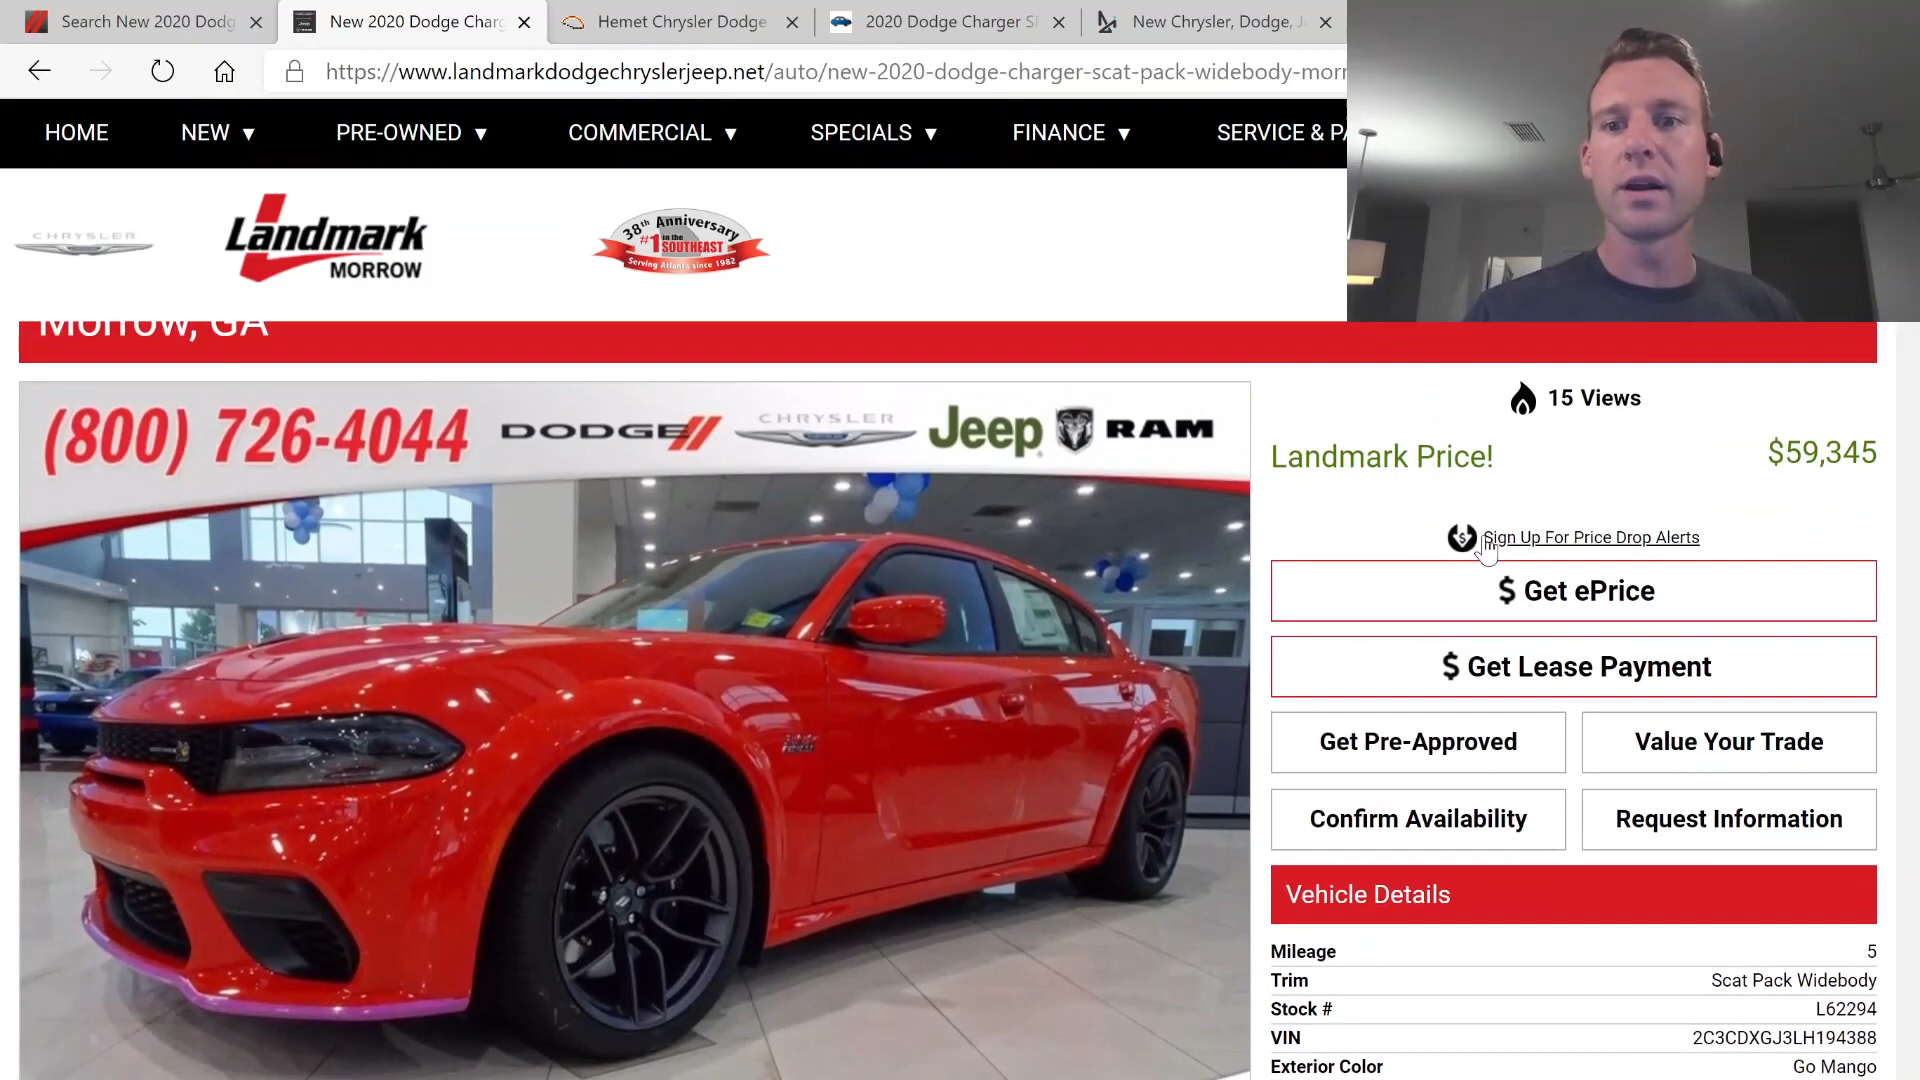 Search New 2020 Dodg
New 2020 Dodge Charg
Hemet Chrysler Dodge
2020 Dodge Charger S
New Chrysler, Dodge, J
https://www.landmarkdodgechryslerjeep.net/auto/new-2020-dodge-charger-scat-pack-widebody-morr
HOME
NEW ▼
PRE-OWNED ▼
COMMERCIAL ▼
SPECIALS ▼
FINANCE ▼
SERVICE & PA
CHRYSLER
Landmark
MORROW
38th Anniversary
#1 in the SOUTHEAST
Serving Atlanta since 1982
Morrow, GA
(800) 726-4044
DODGE
CHRYSLER
Jeep
RAM
15 Views
Landmark Price!
$59,345
Sign Up For Price Drop Alerts
$ Get ePrice
$ Get Lease Payment
Get Pre-Approved
Value Your Trade
Confirm Availability
Request Information
Vehicle Details
Mileage 5
Trim Scat Pack Widebody
Stock # L62294
VIN 2C3CDXGJ3LH194388
Exterior Color Go Mango